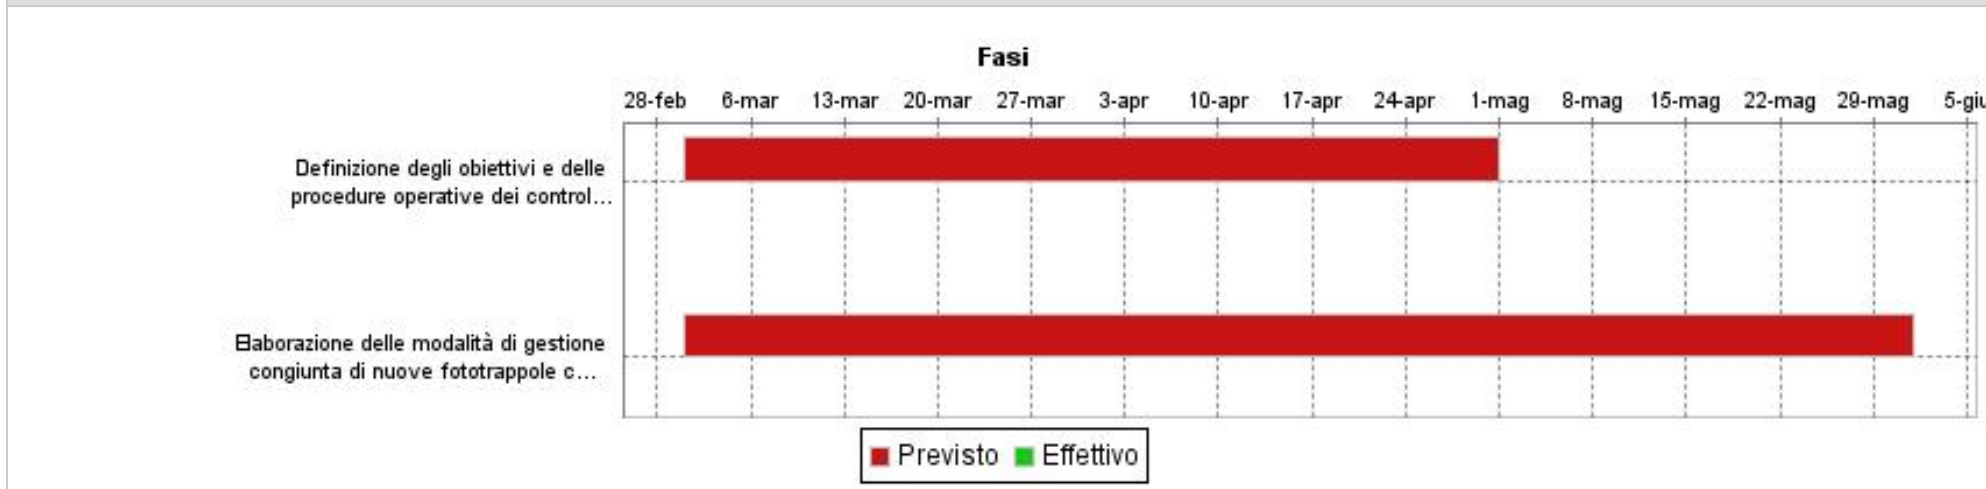 Fasi
28-feb 6-mar 13-mar 20-mar 27-mar 3-apr 10-apr 17-apr 24-apr 1-mag 8-mag 15-mag 22-mag 29-mag 5-giu
Definizione degli obiettivi e delle
procedure operative dei control...
Elaborazione delle modalità di gestione
congiunta di nuove fototrappole c...
Previsto Effettivo